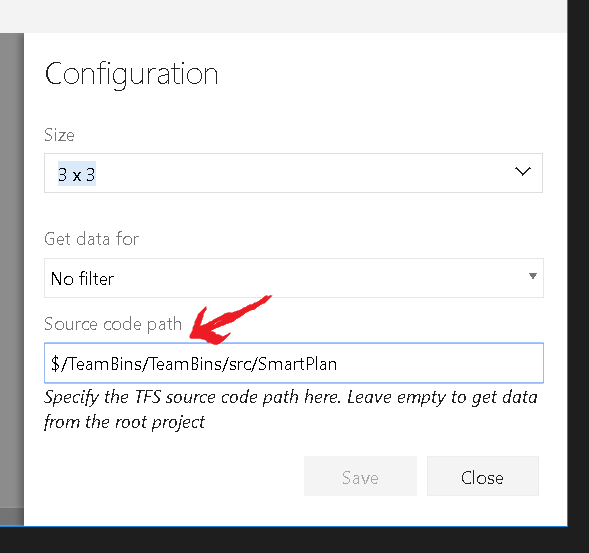 Configuration
Size
3 x 3
Get data for
No filter
Source code path
$/TeamBins/TeamBins/src/SmartPlan
Specify the TFS source code path here. Leave empty to get data
from the root project
Save
Close